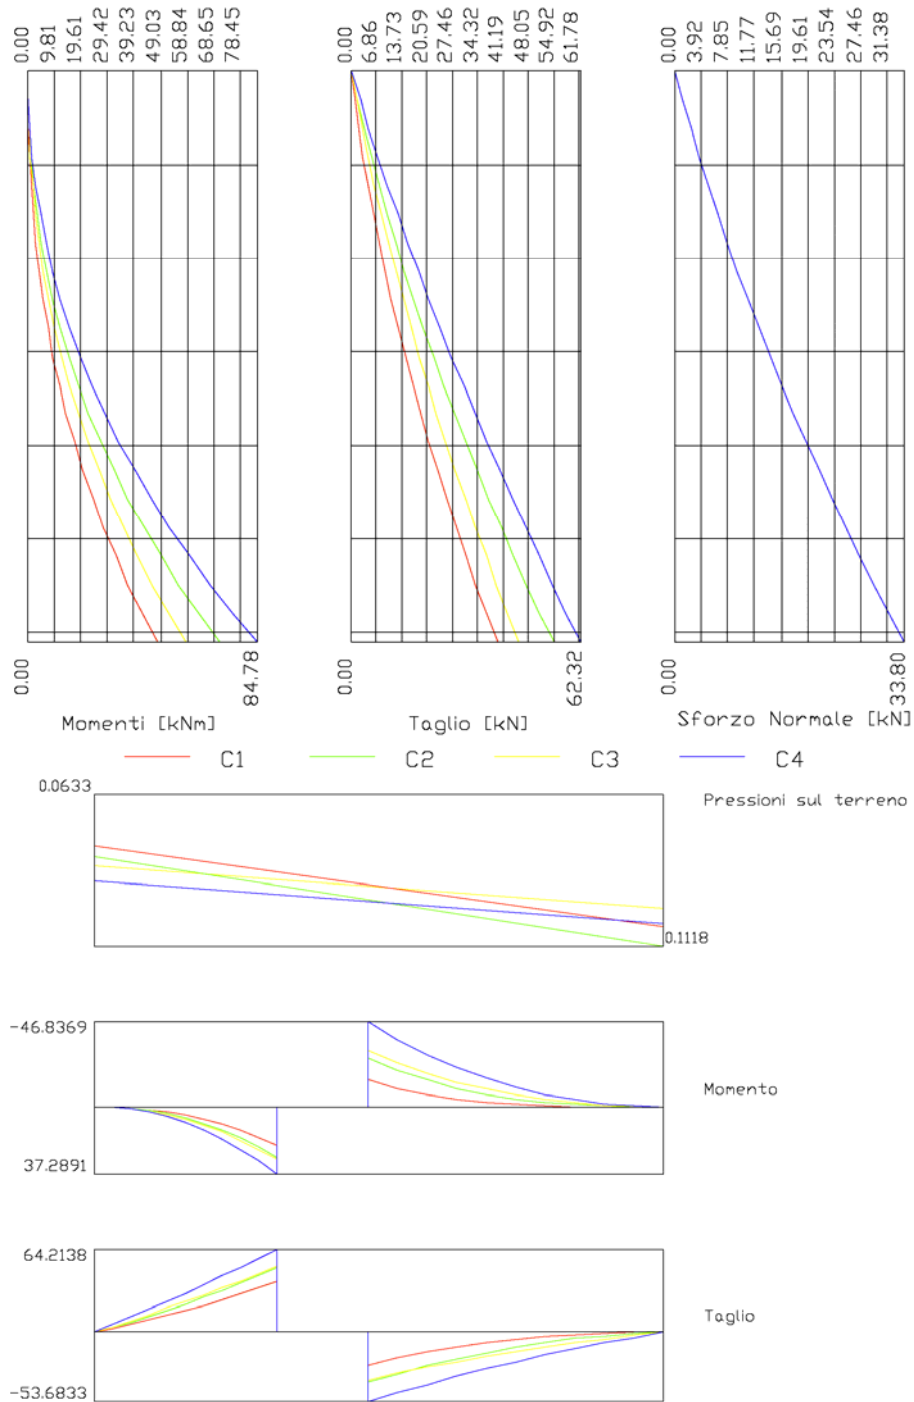 0.00 9.81 19.61 29.42 39.23 49.03 58.84 68.65 78.45
0.00 6.86 13.73 20.59 27.46 34.32 41.19 48.05 54.92 61.78
0.00 3.92 7.85 11.77 15.69 19.61 23.54 27.46 31.38
0.00 84.78
0.00 62.32
0.00 33.80
Momenti [kNm]
Taglio [kN]
Sforzo Normale [kN]
C1 C2 C3 C4
0.0633
Pressioni sul terreno
0.1118
-46.8369
Momento
37.2891
64.2138
Taglio
-53.6833